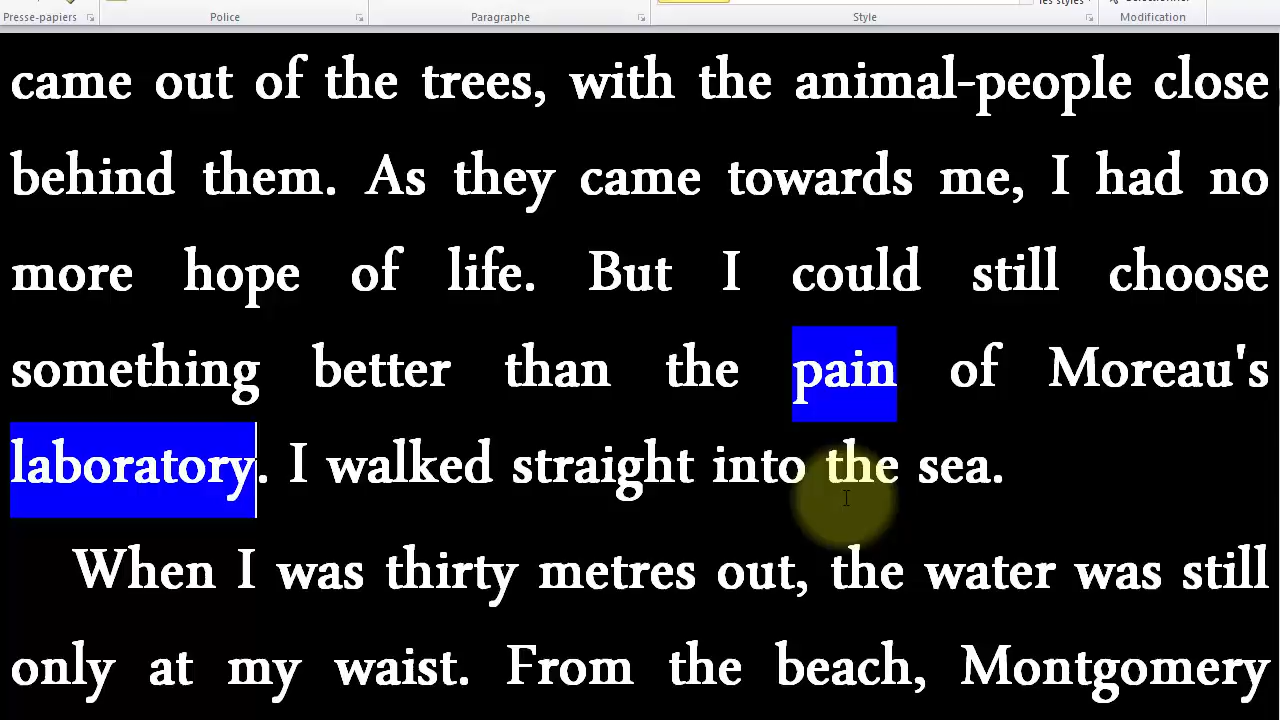 Presse-papiers Police Paragraphe Style Modification
came out of the trees, with the animal-people close
behind them. As they came towards me, I had no
more hope of life. But I could still choose
something better than the pain of Moreau's
laboratory. I walked straight into the sea.
When I was thirty metres out, the water was still
only at my waist. From the beach, Montgomery